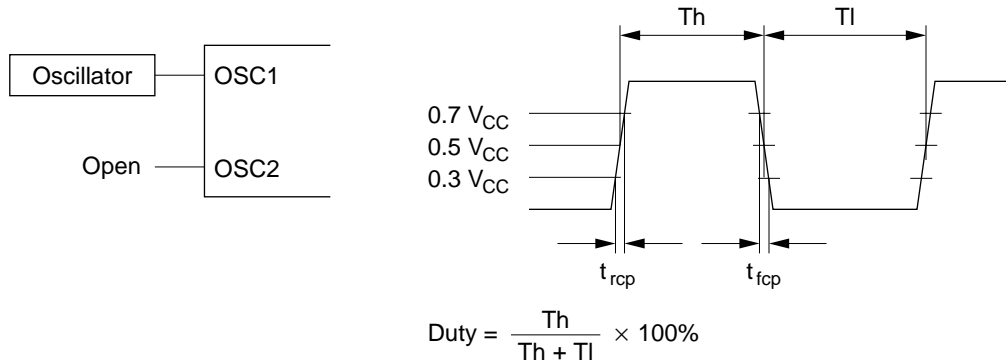 Oscillator
OSC1
Open
OSC2
Th
Tl
0.7 VCC
0.5 VCC
0.3 VCC
trcp
tfcp
Duty = Th / Th + Tl × 100%